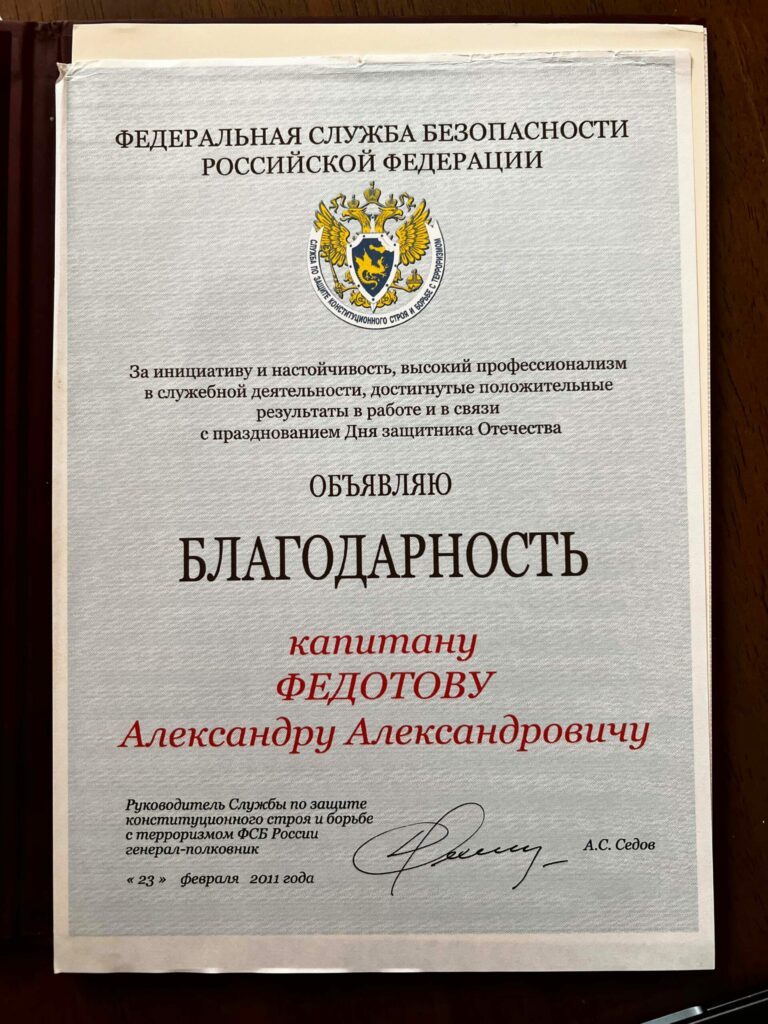 ФЕДЕРАЛЬНАЯ СЛУЖБА БЕЗОПАСНОСТИ
РОССИЙСКОЙ ФЕДЕРАЦИИ
СЛУЖБА ПО ЗАЩИТЕ КОНСТИТУЦИОННОГО СТРОЯ И БОРЬБЕ С ТЕРРОРИЗМОМ
За инициативу и настойчивость, высокий профессионализм
в служебной деятельности, достигнутые положительные
результаты в работе и в связи
с празднованием Дня защитника Отечества
ОБЪЯВЛЯЮ
БЛАГОДАРНОСТЬ
капитану
ФЕДОТОВУ
Александру Александровичу
Руководитель Службы по защите
конституционного строя и борьбе
с терроризмом ФСБ России
генерал-полковник
А.С. Седов
« 23 » февраля 2011 года